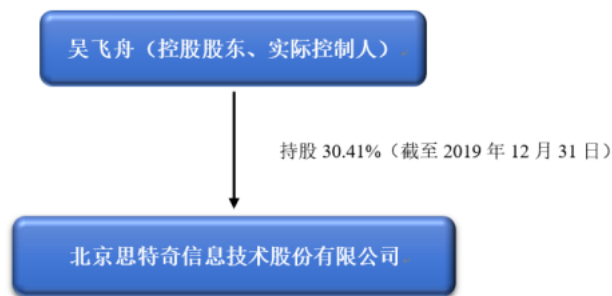 吴飞舟（控股股东、实际控制人）
持股 30.41%（截至 2019 年 12 月 31 日）
北京思特奇信息技术股份有限公司